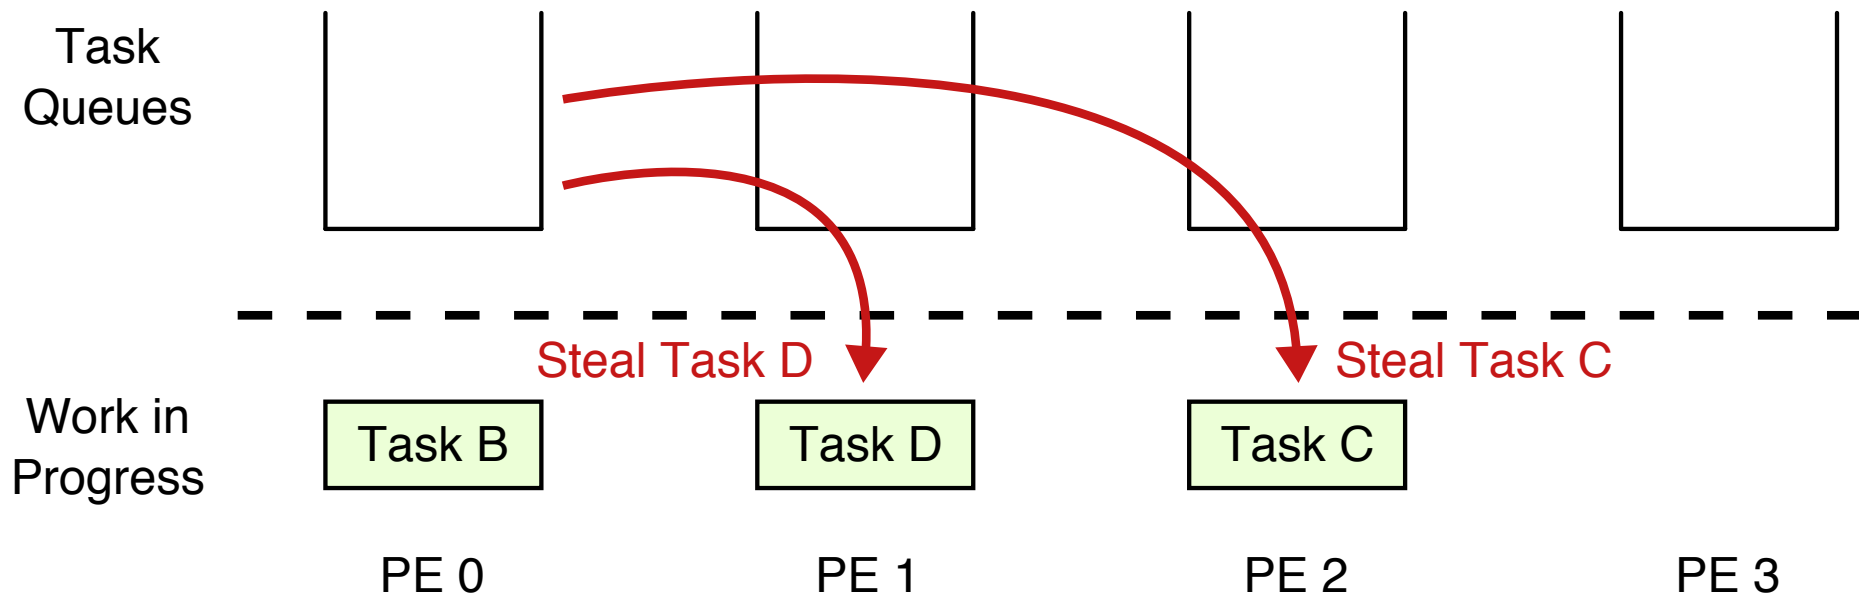 Task
Queues
Steal Task D
Steal Task C
Work in
Progress
Task B
Task D
Task C
PE 0
PE 1
PE 2
PE 3